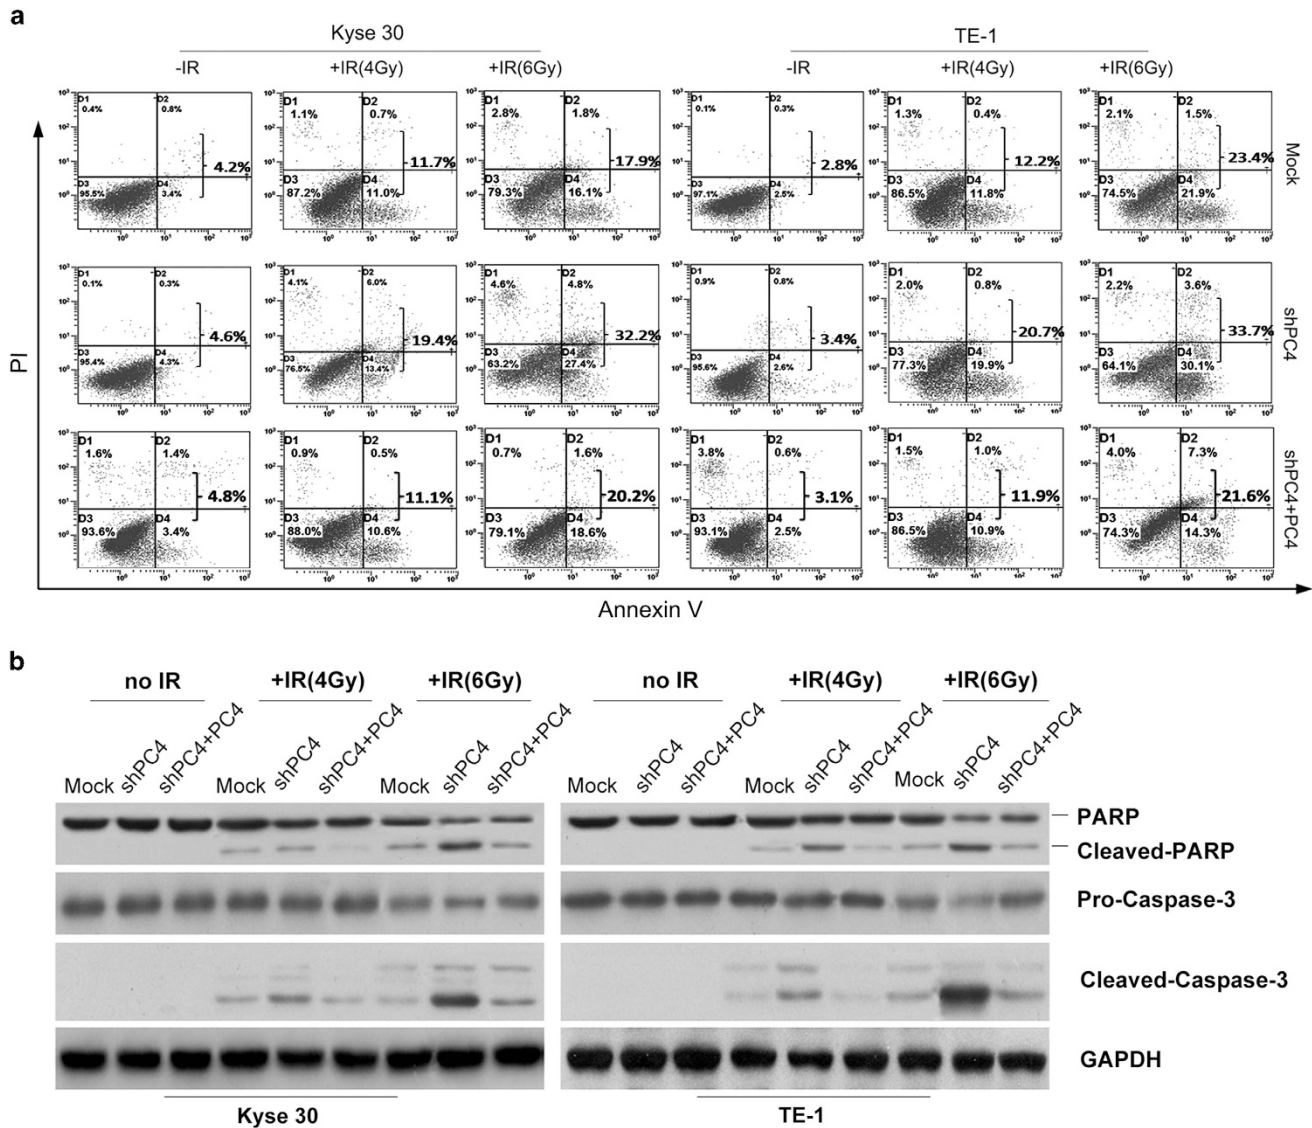 a
Kyse 30
TE-1
-IR
+IR(4Gy)
+IR(6Gy)
-IR
+IR(4Gy)
+IR(6Gy)
D1 0.4% D2 0.8% D3 95.5% D4 3.4% 4.2%
D1 1.1% D2 0.7% D3 87.2% D4 11.0% 11.7%
D1 2.8% D2 1.8% D3 79.3% D4 16.1% 17.9%
D1 0.1% D2 0.3% D3 97.1% D4 2.5% 2.8%
D1 1.3% D2 0.4% D3 86.5% D4 11.8% 12.2%
D1 2.1% D2 1.5% D3 74.5% D4 21.9% 23.4%
Mock
D1 0.1% D2 0.3% D3 95.4% D4 4.3% 4.6%
D1 4.1% D2 6.0% D3 76.5% D4 13.4% 19.4%
D1 4.6% D2 4.8% D3 63.2% D4 27.4% 32.2%
D1 0.9% D2 0.8% D3 95.6% D4 2.6% 3.4%
D1 2.0% D2 0.8% D3 77.3% D4 19.9% 20.7%
D1 2.2% D2 3.6% D3 64.1% D4 30.1% 33.7%
shPC4
D1 1.6% D2 1.4% D3 93.6% D4 3.4% 4.8%
D1 0.9% D2 0.5% D3 88.0% D4 10.6% 11.1%
D1 0.7% D2 1.6% D3 79.1% D4 18.6% 20.2%
D1 3.8% D2 0.6% D3 93.1% D4 2.5% 3.1%
D1 1.5% D2 1.0% D3 86.5% D4 10.9% 11.9%
D1 4.0% D2 7.3% D3 74.3% D4 14.3% 21.6%
shPC4+PC4
PI
Annexin V
b
no IR
+IR(4Gy)
+IR(6Gy)
no IR
+IR(4Gy)
+IR(6Gy)
Mock shPC4 shPC4+PC4 Mock shPC4 shPC4+PC4 Mock shPC4 shPC4+PC4
Mock shPC4 shPC4+PC4 Mock shPC4 shPC4+PC4 Mock shPC4 shPC4+PC4
PARP
Cleaved-PARP
Pro-Caspase-3
Cleaved-Caspase-3
GAPDH
Kyse 30
TE-1